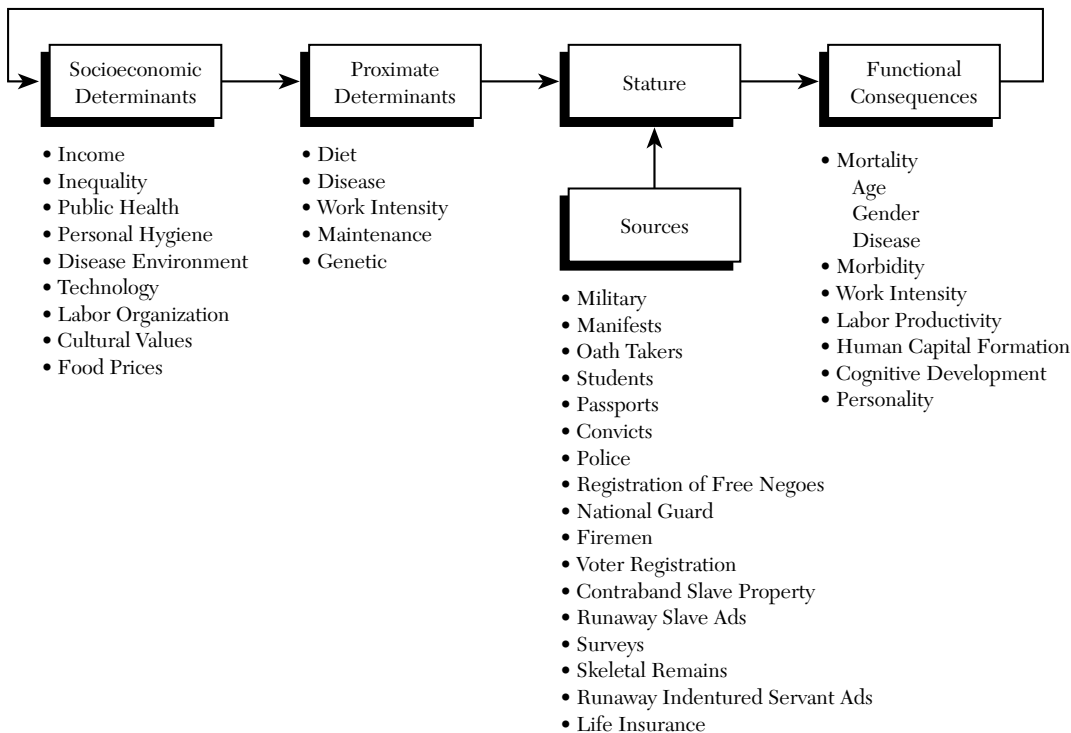 Socioeconomic
Determinants
• Income
• Inequality
• Public Health
• Personal Hygiene
• Disease Environment
• Technology
• Labor Organization
• Cultural Values
• Food Prices
Proximate
Determinants
• Diet
• Disease
• Work Intensity
• Maintenance
• Genetic
Stature
Sources
• Military
• Manifests
• Oath Takers
• Students
• Passports
• Convicts
• Police
• Registration of Free Negoes
• National Guard
• Firemen
• Voter Registration
• Contraband Slave Property
• Runaway Slave Ads
• Surveys
• Skeletal Remains
• Runaway Indentured Servant Ads
• Life Insurance
Functional
Consequences
• Mortality
Age
Gender
Disease
• Morbidity
• Work Intensity
• Labor Productivity
• Human Capital Formation
• Cognitive Development
• Personality